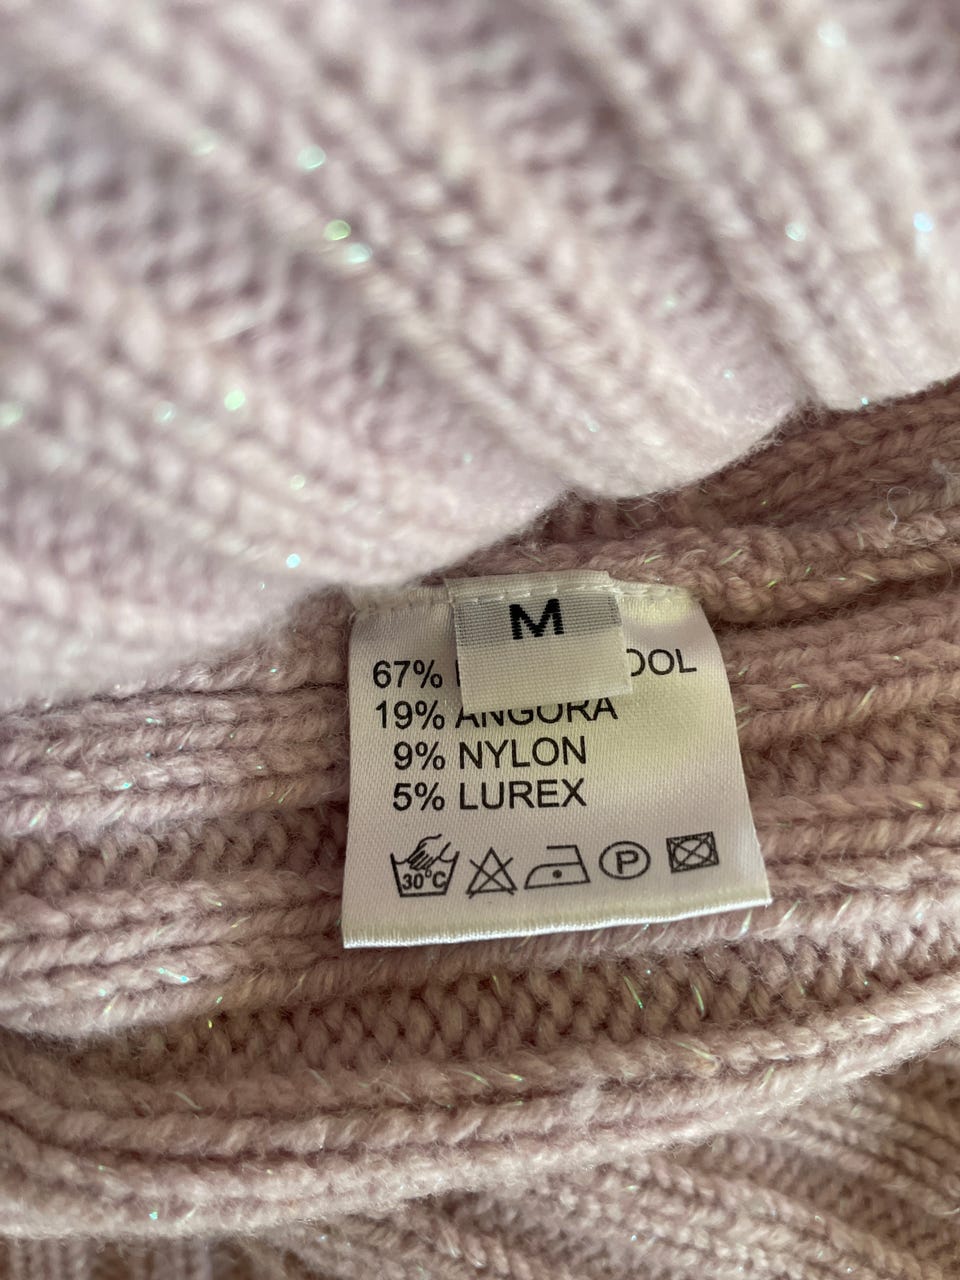 M
67%
19% ANGORA
9% NYLON
5% LUREX
30°C
P